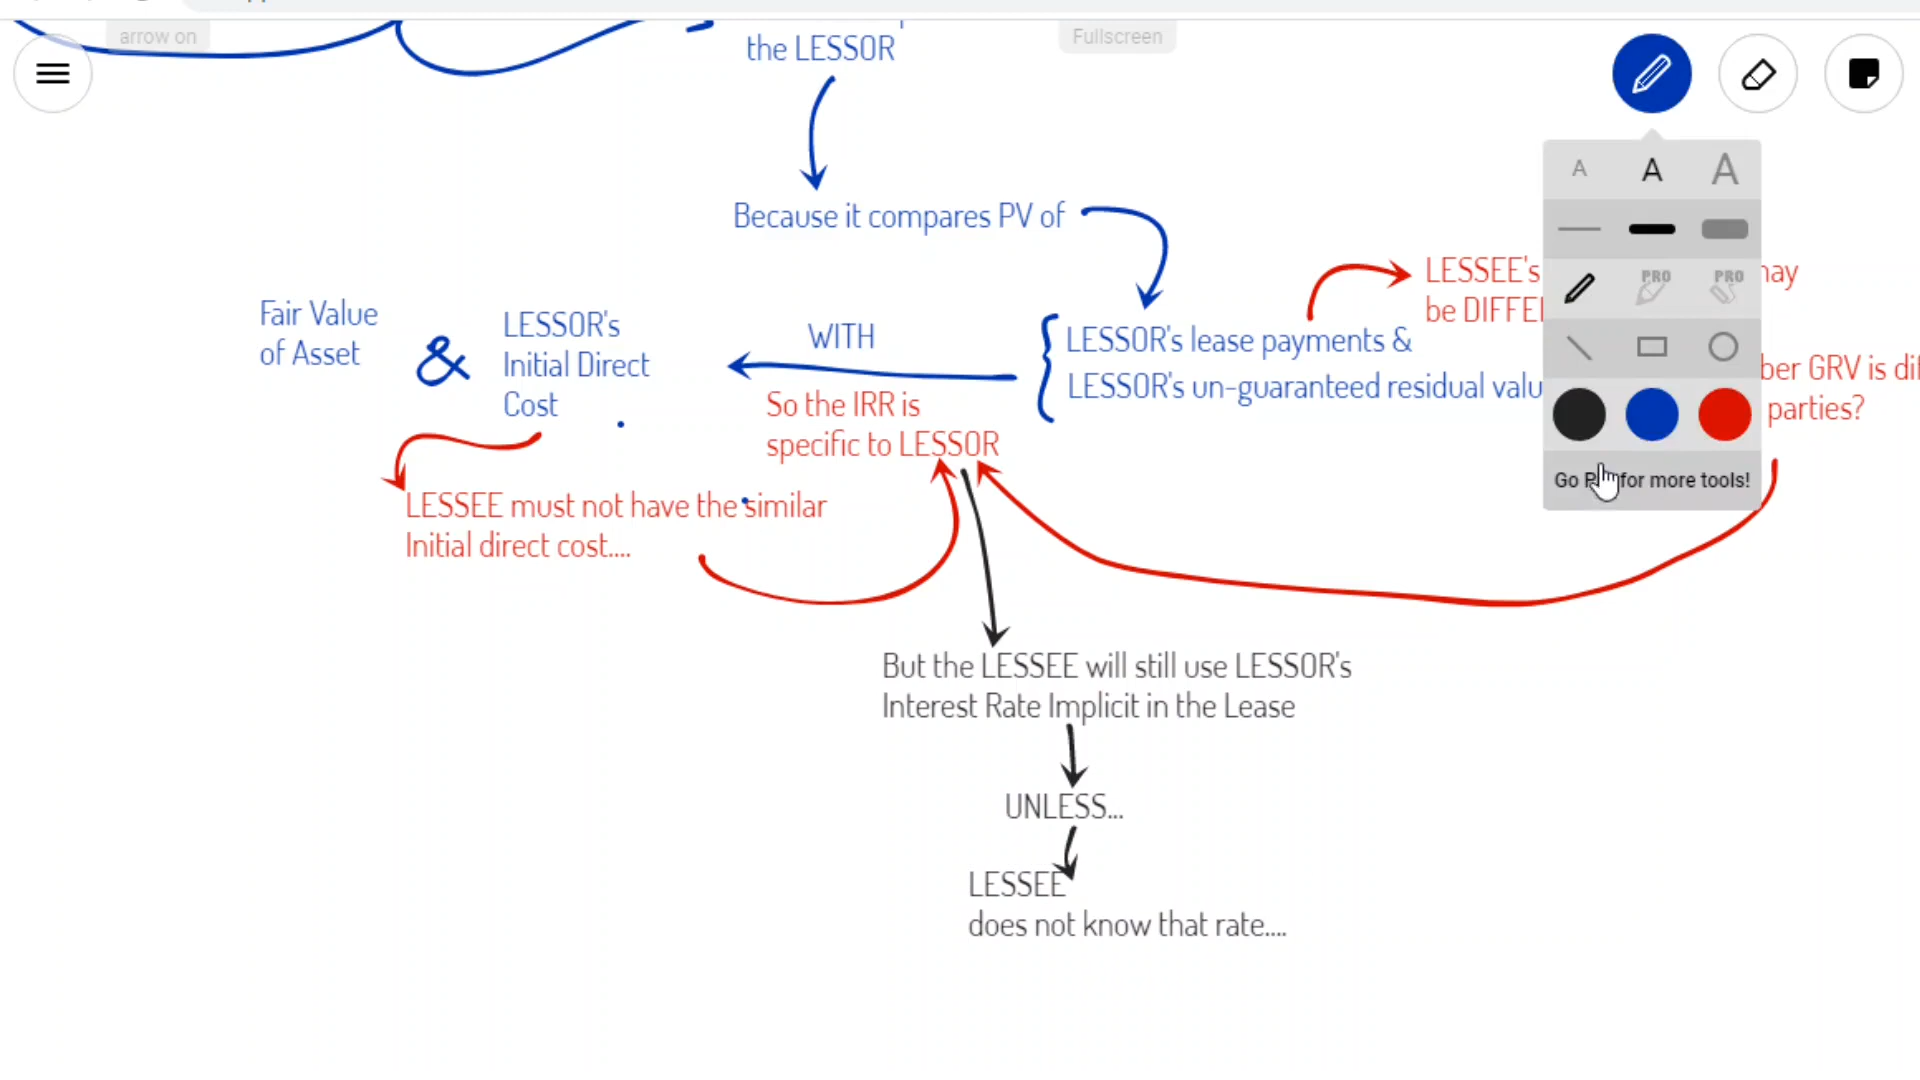 arrow on
Fullscreen
the LESSOR
Because it compares PV of
Fair Value
of Asset
&
LESSOR's
Initial Direct
Cost
WITH
So the IRR is
specific to LESSOR
LESSOR's lease payments &
LESSOR's un-guaranteed residual valu
LESSEE's
may
be DIFFE
ber GRV is dif
parties?
A A A
PRO PRO
Go for more tools!
LESSEE must not have the similar
Initial direct cost....
But the LESSEE will still use LESSOR's
Interest Rate Implicit in the Lease
UNLESS...
LESSEE
does not know that rate....